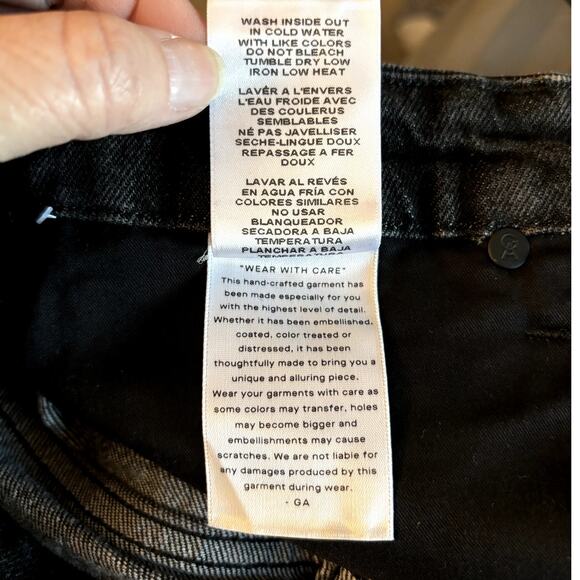 WASH INSIDE OUT
IN COLD WATER
WITH LIKE COLORS
DO NOT BLEACH
TUMBLE DRY LOW
IRON LOW HEAT
LAVÉR A L'ENVERS
L'EAU FROIDE AVEC
DES COULERUS
SEMBLABLES
NÉ PAS JAVELLISER
SECHE-LINGUE DOUX
REPASSAGE A FER
DOUX
LAVAR AL REVÉS
EN AGUA FRÍA CON
COLORES SIMILARES
NO USAR
BLANQUEADOR
SECADORA A BAJA
TEMPERATURA
PLANCHAR A BAJA
TEMPERATURA
"WEAR WITH CARE"
This hand-crafted garment has
been made especially for you
with the highest level of detail.
Whether it has been embellished,
coated, color treated or
distressed, it has been
thoughtfully made to bring you a
unique and alluring piece.
Wear your garments with care as
some colors may transfer, holes
may become bigger and
embellishments may cause
scratches. We are not liable for
any damages produced by this
garment during wear.
- GA
GA